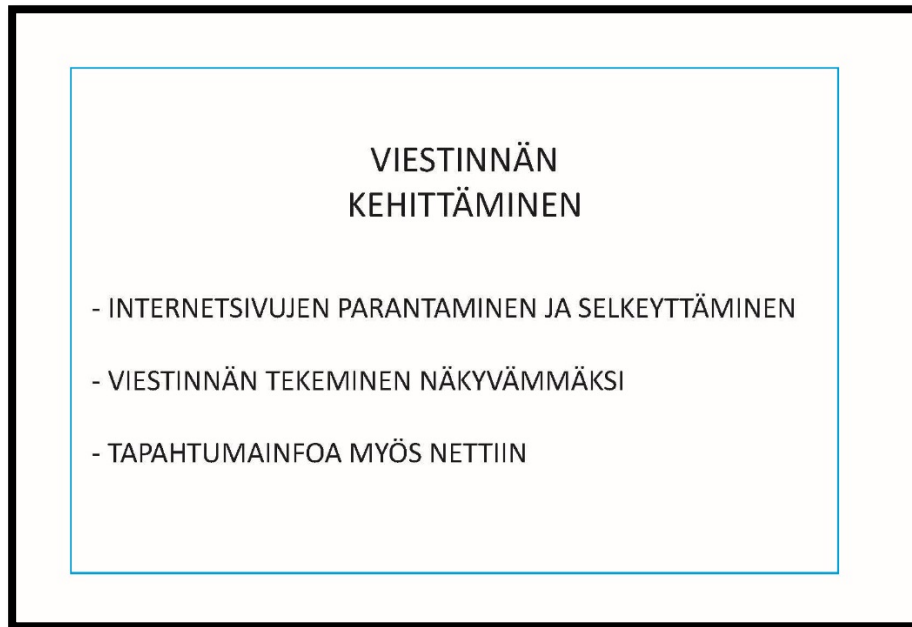 VIESTINNÄN
KEHITTÄMINEN
- INTERNETSIVUJEN PARANTAMINEN JA SELKEYTTÄMINEN
- VIESTINNÄN TEKEMINEN NÄKYVÄMMÄKSI
- TAPAHTUMAINFOA MYÖS NETTIIN